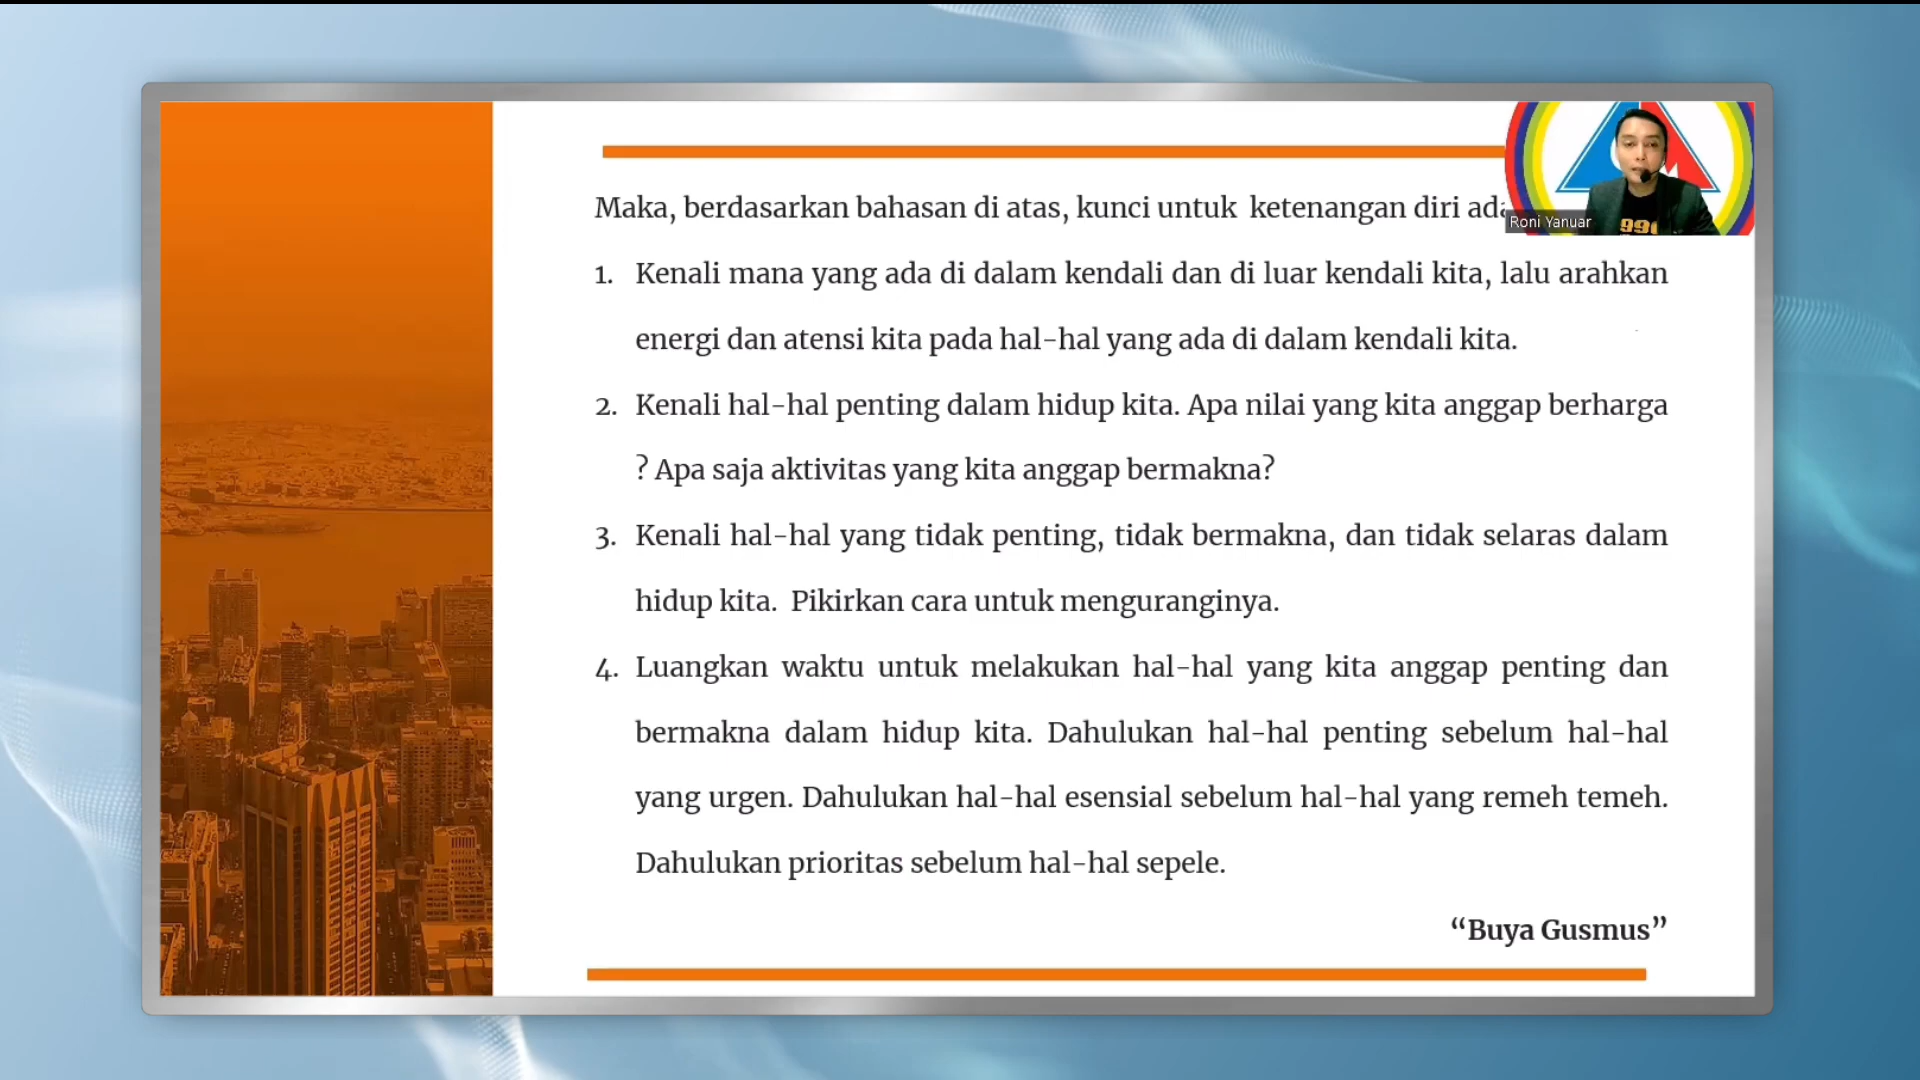 Maka, berdasarkan bahasan di atas, kunci untuk ketenangan diri
Roni Yanuar
1. Kenali mana yang ada di dalam kendali dan di luar kendali kita, lalu arahkan
energi dan atensi kita pada hal-hal yang ada di dalam kendali kita.
2. Kenali hal-hal penting dalam hidup kita. Apa nilai yang kita anggap berharga
? Apa saja aktivitas yang kita anggap bermakna?
3. Kenali hal-hal yang tidak penting, tidak bermakna, dan tidak selaras dalam
hidup kita. Pikirkan cara untuk menguranginya.
4. Luangkan waktu untuk melakukan hal-hal yang kita anggap penting dan
bermakna dalam hidup kita. Dahulukan hal-hal penting sebelum hal-hal
yang urgen. Dahulukan hal-hal esensial sebelum hal-hal yang remeh temeh.
Dahulukan prioritas sebelum hal-hal sepele.
“Buya Gusmus”